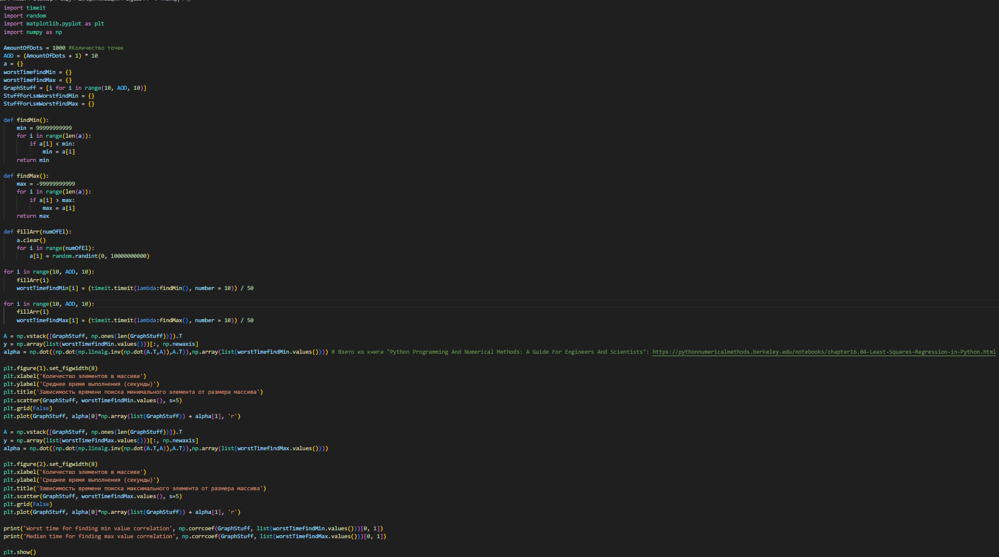 import timeit
import random
import matplotlib.pyplot as plt
import numpy as np
AmountOfDots = 1000 #Количество точек
AOD = (AmountOfDots + 1) * 10
a = {}
worstTimefindMin = {}
worstTimefindMax = {}
GraphStuff = [i for i in range(10, AOD, 10)]
StuffForLsmWorstfindMin = {}
StuffForLsmWorstfindMax = {}
def findMin():
min = 99999999999
for i in range(len(a)):
if a[i] < min:
min = a[i]
return min
def findMax():
max = -99999999999
for i in range(len(a)):
if a[i] > max:
max = a[i]
return max
def fillArr(numOfEl):
a.clear()
for i in range(numOfEl):
a[i] = random.randint(0, 10000000000)
for i in range(10, AOD, 10):
fillArr(i)
worstTimefindMin[i] = (timeit.timeit(lambda:findMin(), number = 10)) / 50
for i in range(10, AOD, 10):
fillArr(i)
worstTimefindMax[i] = (timeit.timeit(lambda:findMax(), number = 10)) / 50
A = np.vstack([GraphStuff, np.ones(len(GraphStuff))]).T
y = np.array(list(worstTimefindMin.values()))[:, np.newaxis]
alpha = np.dot((np.dot(np.linalg.inv(np.dot(A.T,A)),A.T)),np.array(list(worstTimefindMin.values()))) # Взято из книги "Python Programming And Numerical Methods: A Guide For Engineers And Scientists": https://pythonnumericalmethods.berkeley.edu/notebooks/chapter16.04-Least-Squares-Regression-in-Python.html
plt.figure(1).set_figwidth(8)
plt.xlabel('Количество элементов в массиве')
plt.ylabel('Среднее время выполнения (секунды)')
plt.title('Зависимость времени поиска минимального элемента от размера массива')
plt.scatter(GraphStuff, worstTimefindMin.values(), s=5)
plt.grid(False)
plt.plot(GraphStuff, alpha[0]*np.array(list(GraphStuff)) + alpha[1], 'r')
A = np.vstack([GraphStuff, np.ones(len(GraphStuff))]).T
y = np.array(list(worstTimefindMax.values()))[:, np.newaxis]
alpha = np.dot((np.dot(np.linalg.inv(np.dot(A.T,A)),A.T)),np.array(list(worstTimefindMax.values())))
plt.figure(2).set_figwidth(8)
plt.xlabel('Количество элементов в массиве')
plt.ylabel('Среднее время выполнения (секунды)')
plt.title('Зависимость времени поиска максимального элемента от размера массива')
plt.scatter(GraphStuff, worstTimefindMax.values(), s=5)
plt.grid(False)
plt.plot(GraphStuff, alpha[0]*np.array(list(GraphStuff)) + alpha[1], 'r')
print('Worst time for finding min value correlation', np.corrcoef(GraphStuff, list(worstTimefindMin.values()))[0, 1])
print('Median time for finding max value correlation', np.corrcoef(GraphStuff, list(worstTimefindMax.values()))[0, 1])
plt.show()